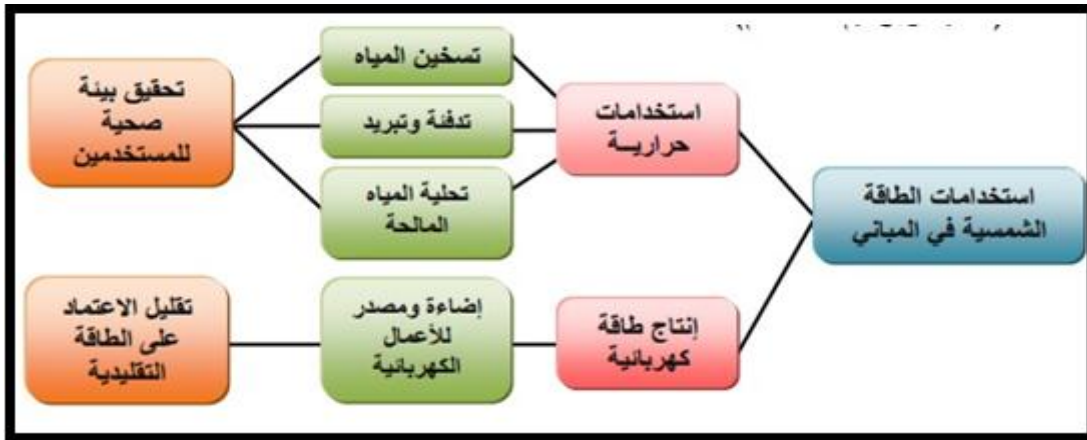 استخدامات الطاقة
الشمسية في المباني
استخدامات
حراريـــة
تسخين المياه
تدفئة وتبريد
تحلية المياه
المالحة
تحقيق بيئة
صحية
للمستخدمين
إنتاج طاقة
كهربائية
إضاءة ومصدر
للأعمال
الكهربائية
تقليل الاعتماد
على الطاقة
التقليدية